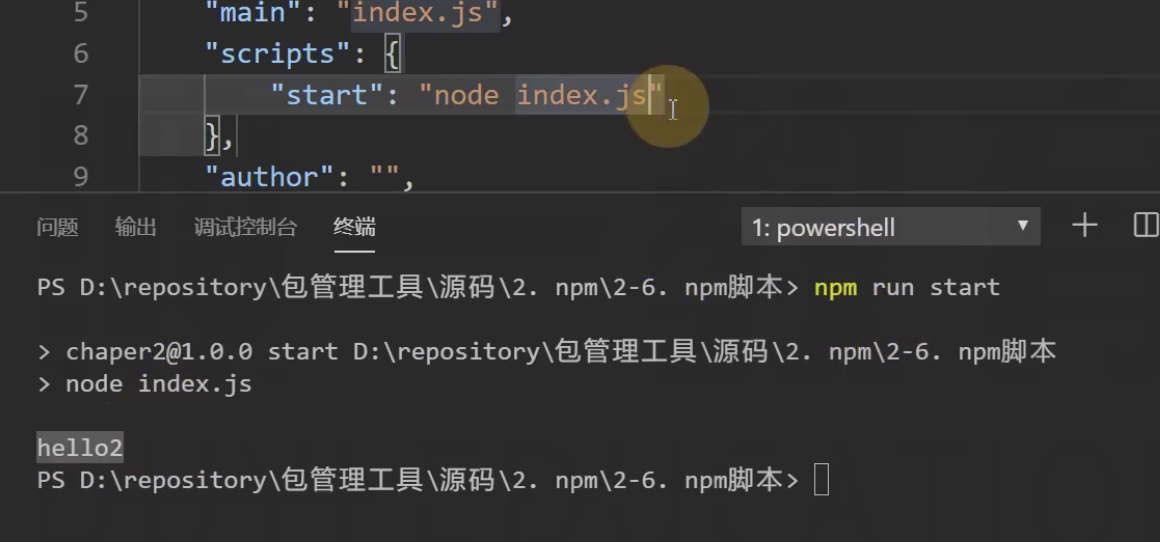 5 "main": "index.js",
6 "scripts": {
7 "start": "node index.js"
8 },
9 "author": "",
问题 输出 调试控制台 终端 1: powershell
PS D:\repository\包管理工具\源码\2. npm\2-6. npm脚本> npm run start
> chaper2@1.0.0 start D:\repository\包管理工具\源码\2. npm\2-6. npm脚本
> node index.js
hello2
PS D:\repository\包管理工具\源码\2. npm\2-6. npm脚本>